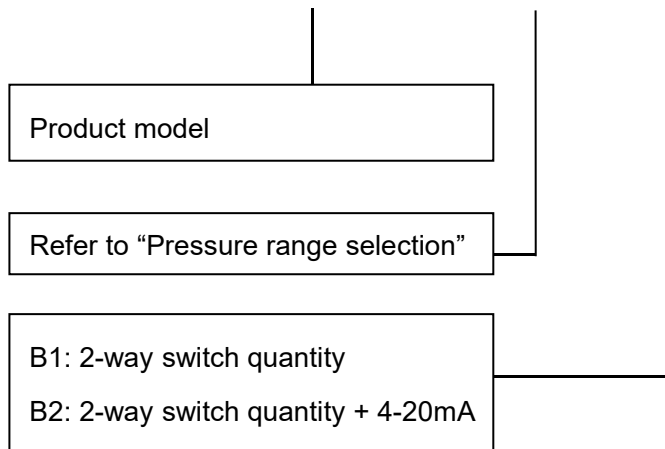 Product model
Refer to “Pressure range selection”
B1: 2-way switch quantity
B2: 2-way switch quantity + 4-20mA